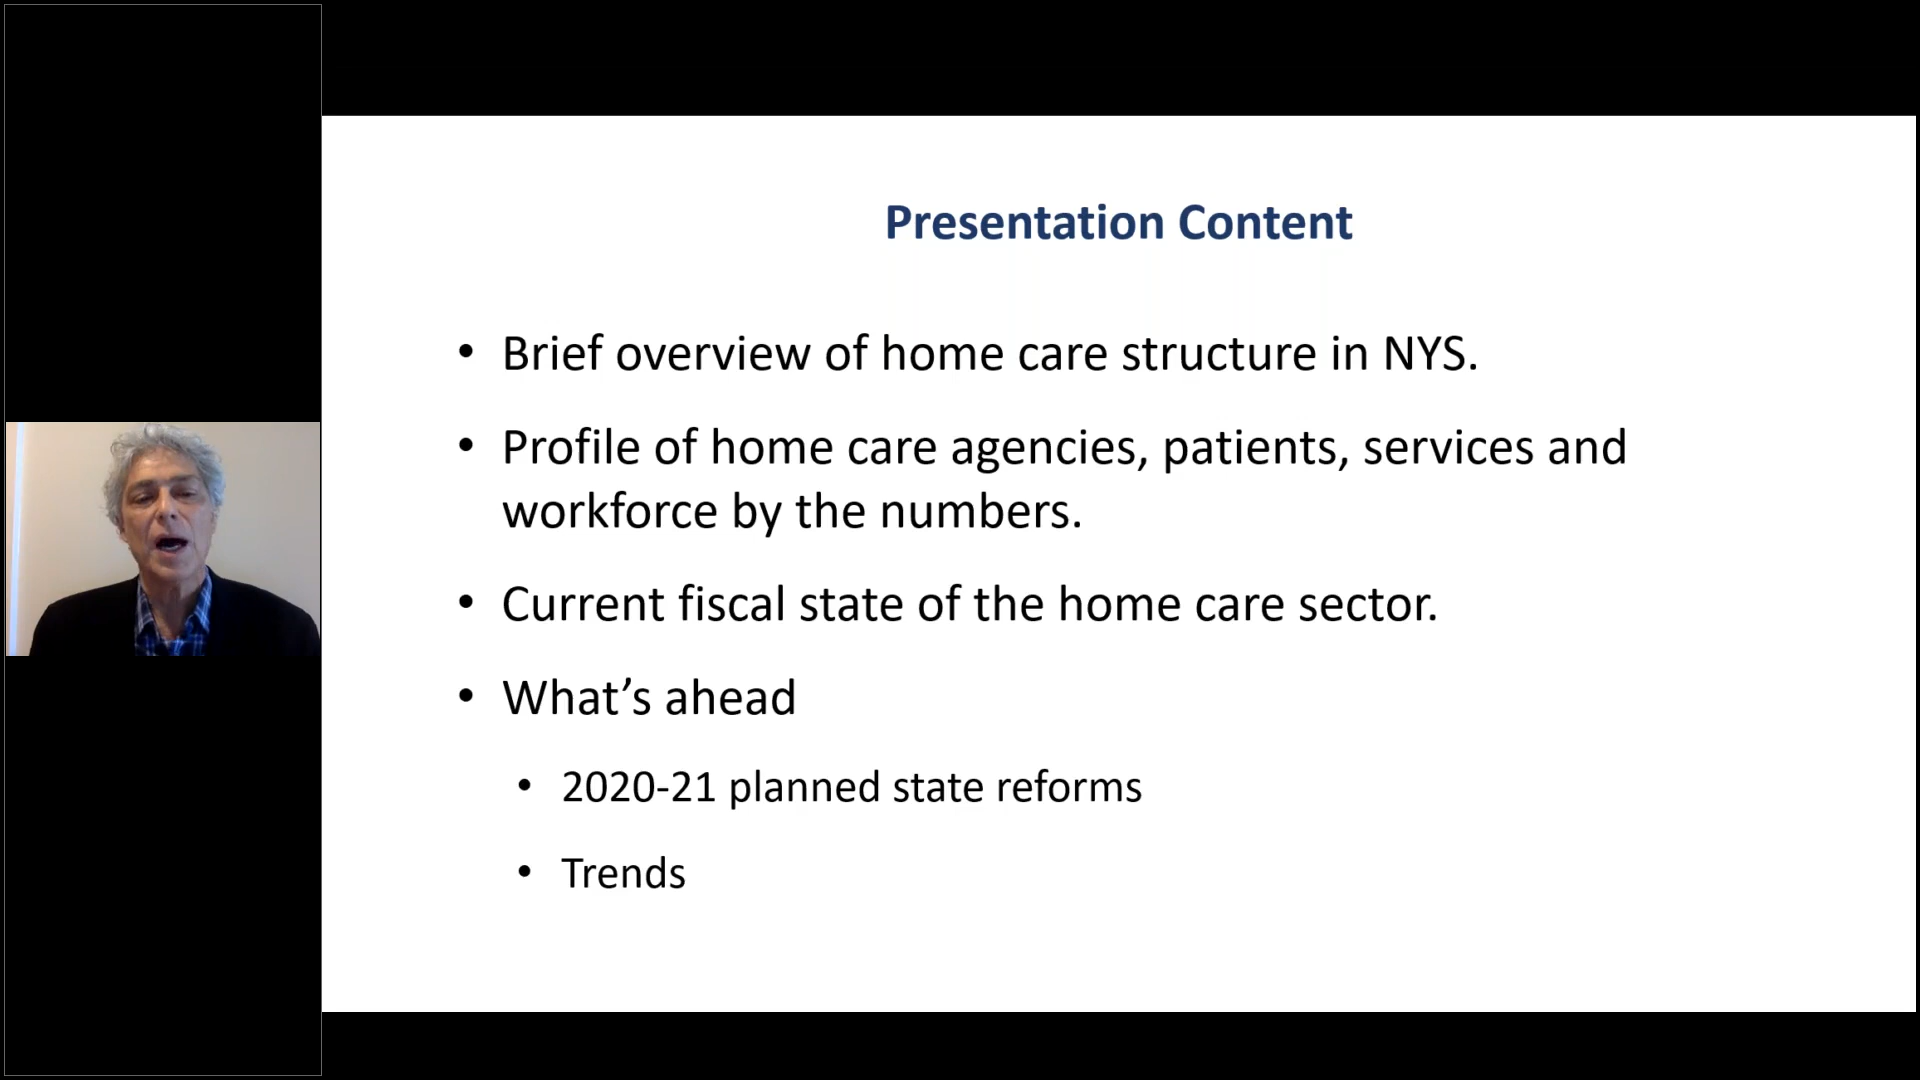 Presentation Content
• Brief overview of home care structure in NYS.
• Profile of home care agencies, patients, services and
workforce by the numbers.
• Current fiscal state of the home care sector.
• What’s ahead
• 2020-21 planned state reforms
• Trends